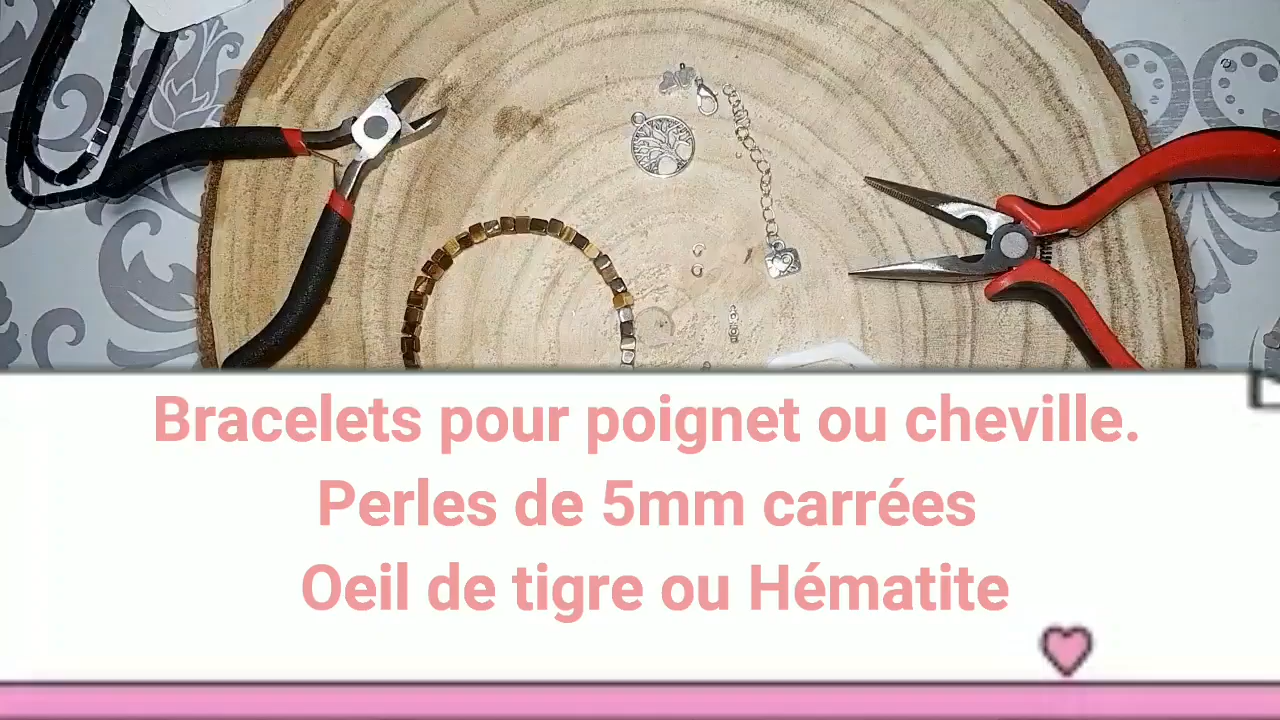 Bracelets pour poignet ou cheville.
Perles de 5mm carrées
Oeil de tigre ou Hématite